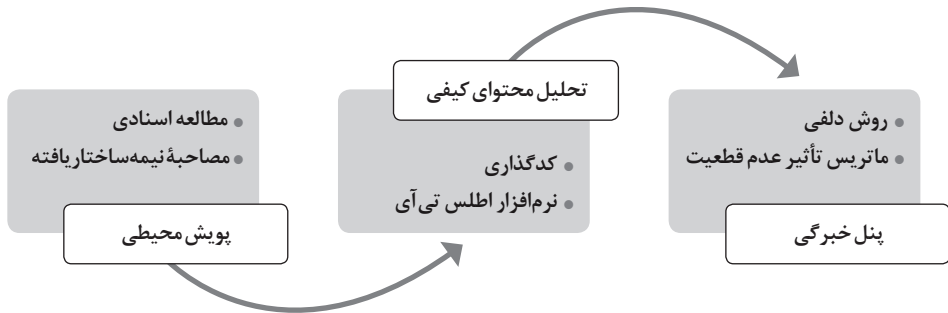 • مطالعه اسنادی
• مصاحبهٔ نیمه‌ساختاریافته
پویش محیطی
تحلیل محتوای کیفی
• کدگذاری
• نرم‌افزار اطلس تی‌آی
• روش دلفی
• ماتریس تأثیر عدم قطعیت
پنل خبرگی